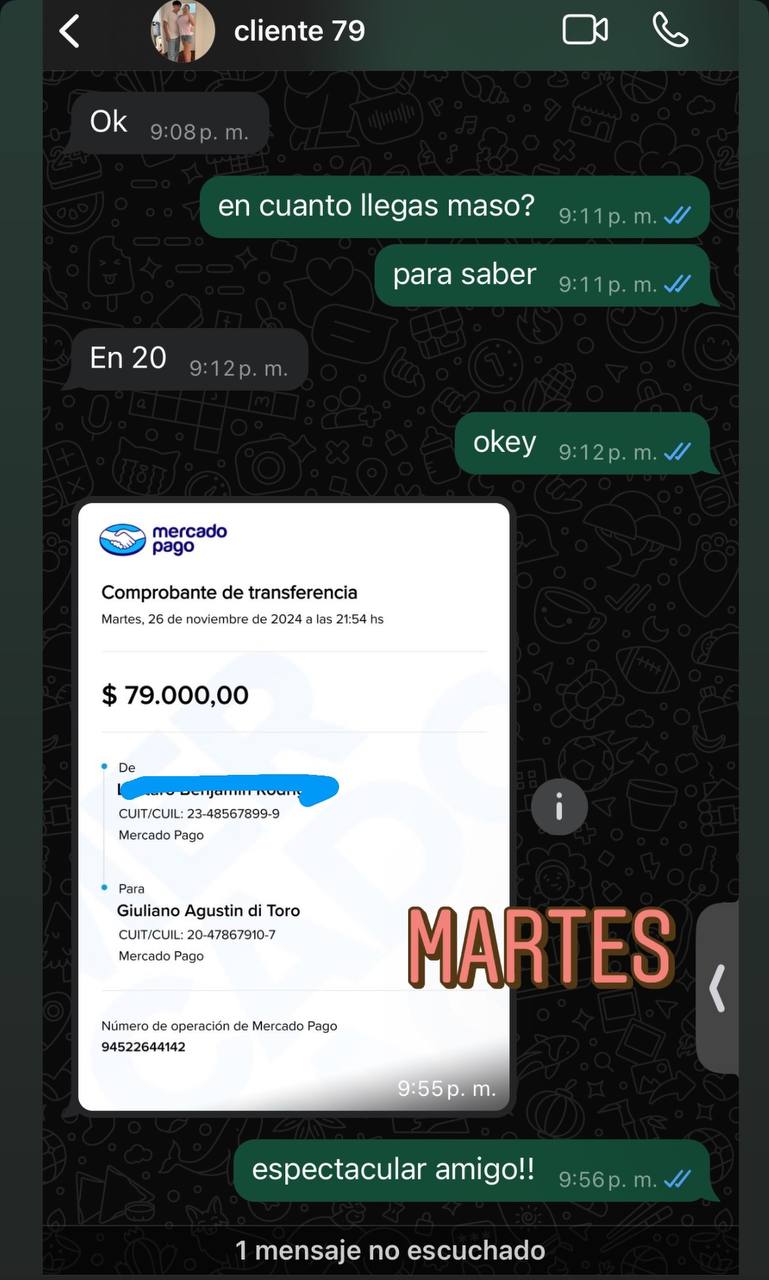 cliente 79
Ok 9:08 p. m.
en cuanto llegas maso? 9:11 p. m.
para saber 9:11 p. m.
En 20 9:12 p. m.
okey 9:12 p. m.
mercado
pago
Comprobante de transferencia
Martes, 26 de noviembre de 2024 a las 21:54 hs
$ 79.000,00
De
CUIT/CUIL: 23-48567899-9
Mercado Pago
Para
Giuliano Agustin di Toro
CUIT/CUIL: 20-47867910-7
Mercado Pago
MARTES
Número de operación de Mercado Pago
94522644142
9:55 p. m.
espectacular amigo!! 9:56 p. m.
1 mensaje no escuchado